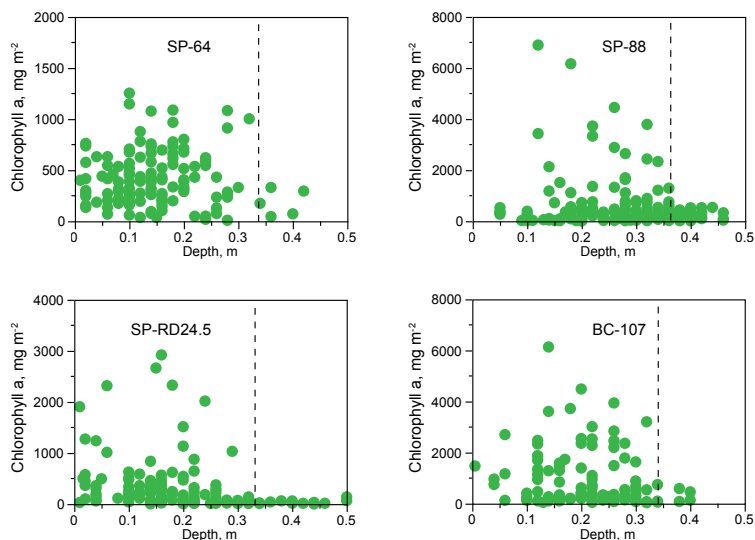 SP-64
Chlorophyll a, mg m⁻²
2000
1500
1000
500
0
0 0.1 0.2 0.3 0.4 0.5
Depth, m
SP-88
Chlorophyll a, mg m⁻²
8000
6000
4000
2000
0
0 0.1 0.2 0.3 0.4 0.5
Depth, m
SP-RD24.5
Chlorophyll a, mg m⁻²
4000
3000
2000
1000
0
0 0.1 0.2 0.3 0.4 0.5
Depth, m
BC-107
Chlorophyll a, mg m⁻²
8000
6000
4000
2000
0
0 0.1 0.2 0.3 0.4 0.5
Depth, m